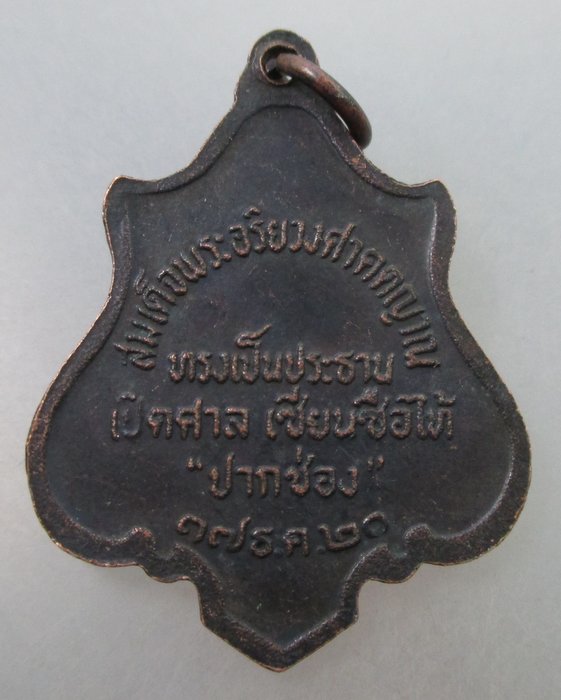 สมเด็จพระอริยวงศาคตญาณ
ทรงเป็นประธาน
เปิดศาล เซียนซือไท้
“ปากช่อง”
๑๗ ธ.ค.๒๐